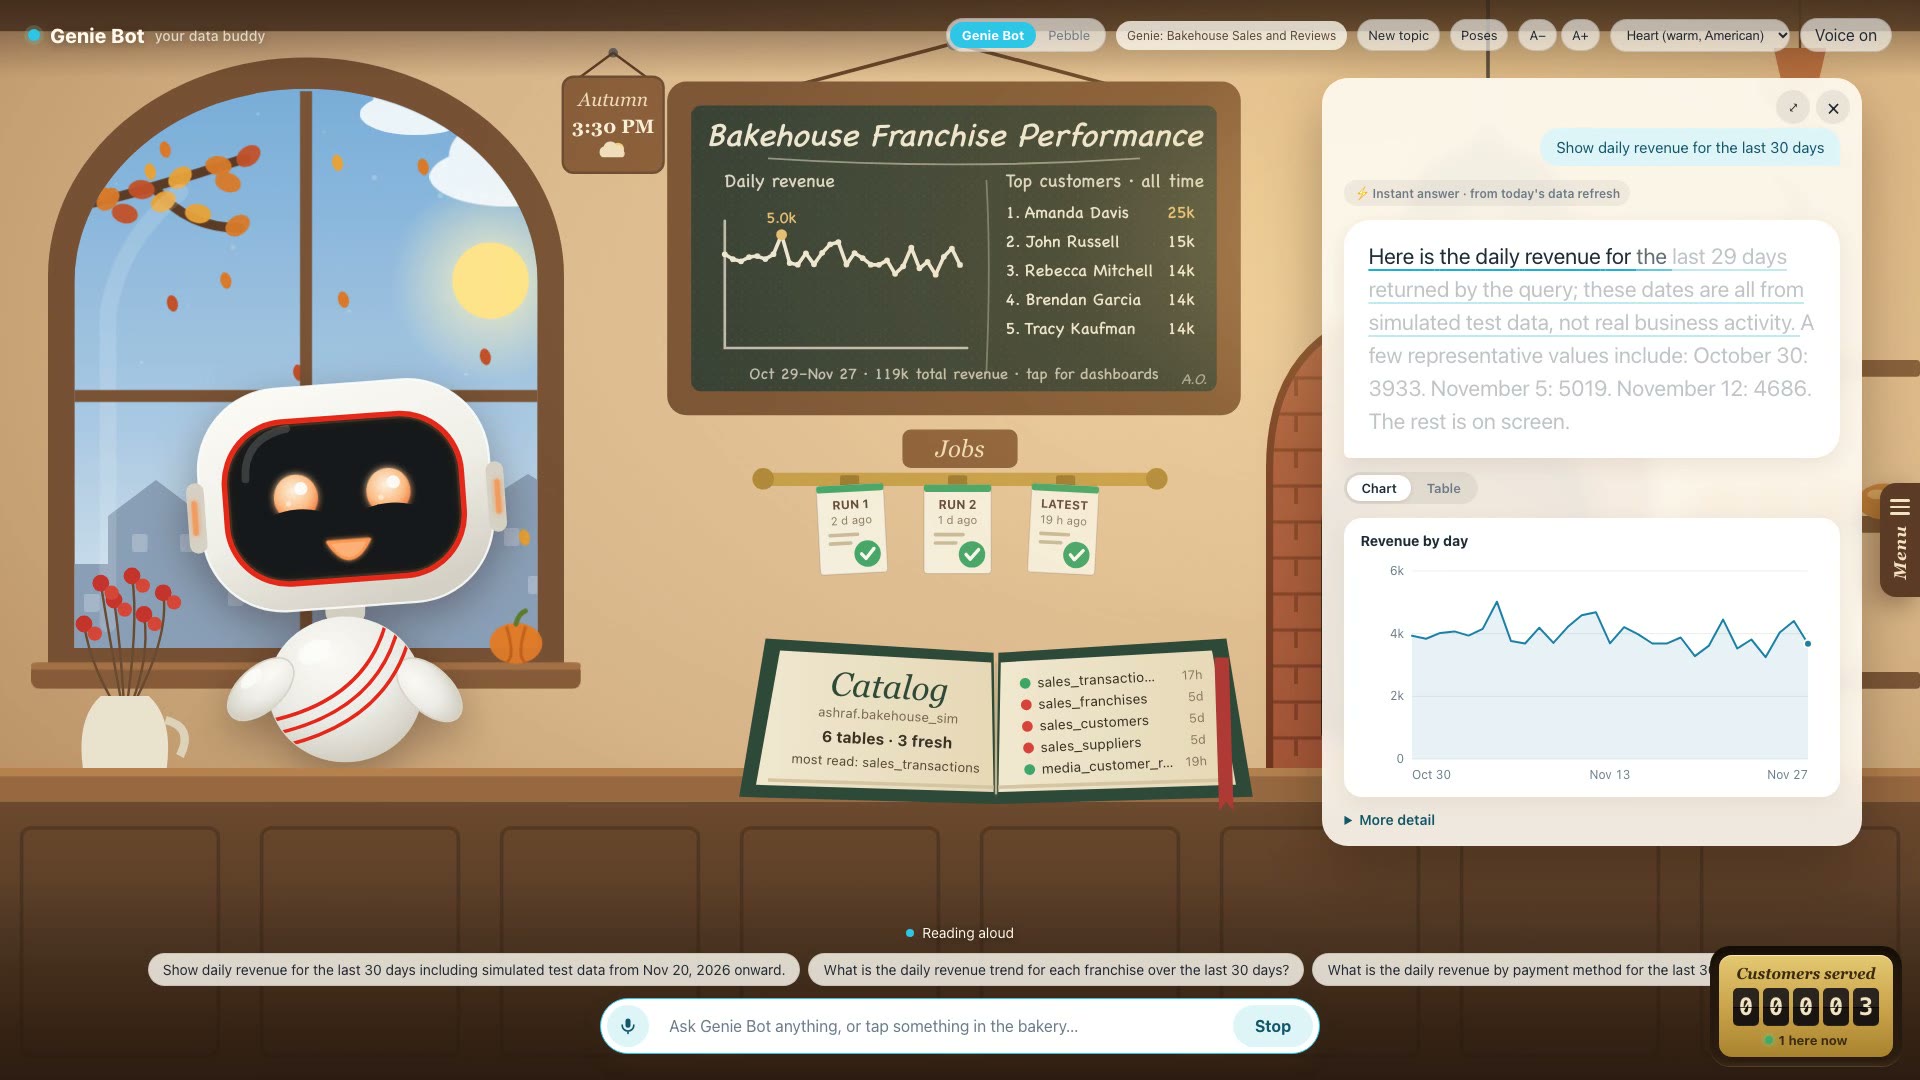 Genie Bot your data buddy
Genie Bot Pebble Genie: Bakehouse Sales and Reviews New topic Poses A– A+ Heart (warm, American) Voice on
Autumn
3:30 PM
Bakehouse Franchise Performance
Daily revenue
5.0k
Top customers · all time
1. Amanda Davis 25k
2. John Russell 15k
3. Rebecca Mitchell 14k
4. Brendan Garcia 14k
5. Tracy Kaufman 14k
Oct 29–Nov 27 · 119k total revenue · tap for dashboards
A.O.
Jobs
RUN 1
2 d ago
RUN 2
1 d ago
LATEST
19 h ago
Catalog
ashraf.bakehouse_sim
6 tables · 3 fresh
most read: sales_transactions
sales_transactio... 17h
sales_franchises 5d
sales_customers 5d
sales_suppliers 5d
media_customer_r... 19h
Show daily revenue for the last 30 days
⚡ Instant answer · from today's data refresh
Here is the daily revenue for the last 29 days
returned by the query; these dates are all from
simulated test data, not real business activity. A
few representative values include: October 30:
3933. November 5: 5019. November 12: 4686.
The rest is on screen.
Chart Table
Revenue by day
6k
4k
2k
0
Oct 30 Nov 13 Nov 27
More detail
Menu
Reading aloud
Show daily revenue for the last 30 days including simulated test data from Nov 20, 2026 onward.
What is the daily revenue trend for each franchise over the last 30 days?
What is the daily revenue by payment method for the last
Ask Genie Bot anything, or tap something in the bakery...
Stop
Customers served
00003
1 here now